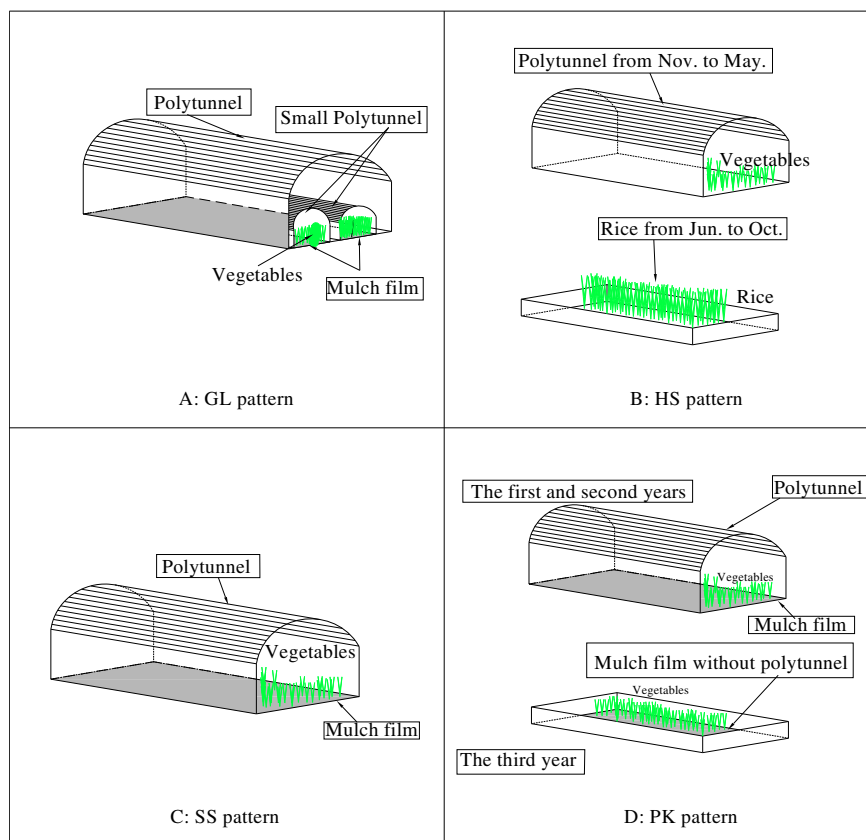 Polytunnel
Small Polytunnel
Vegetables
Mulch film
A: GL pattern
Polytunnel from Nov. to May.
Vegetables
Rice from Jun. to Oct.
Rice
B: HS pattern
Polytunnel
Vegetables
Mulch film
C: SS pattern
The first and second years
Polytunnel
Vegetables
Mulch film
Mulch film without polytunnel
Vegetables
The third year
D: PK pattern